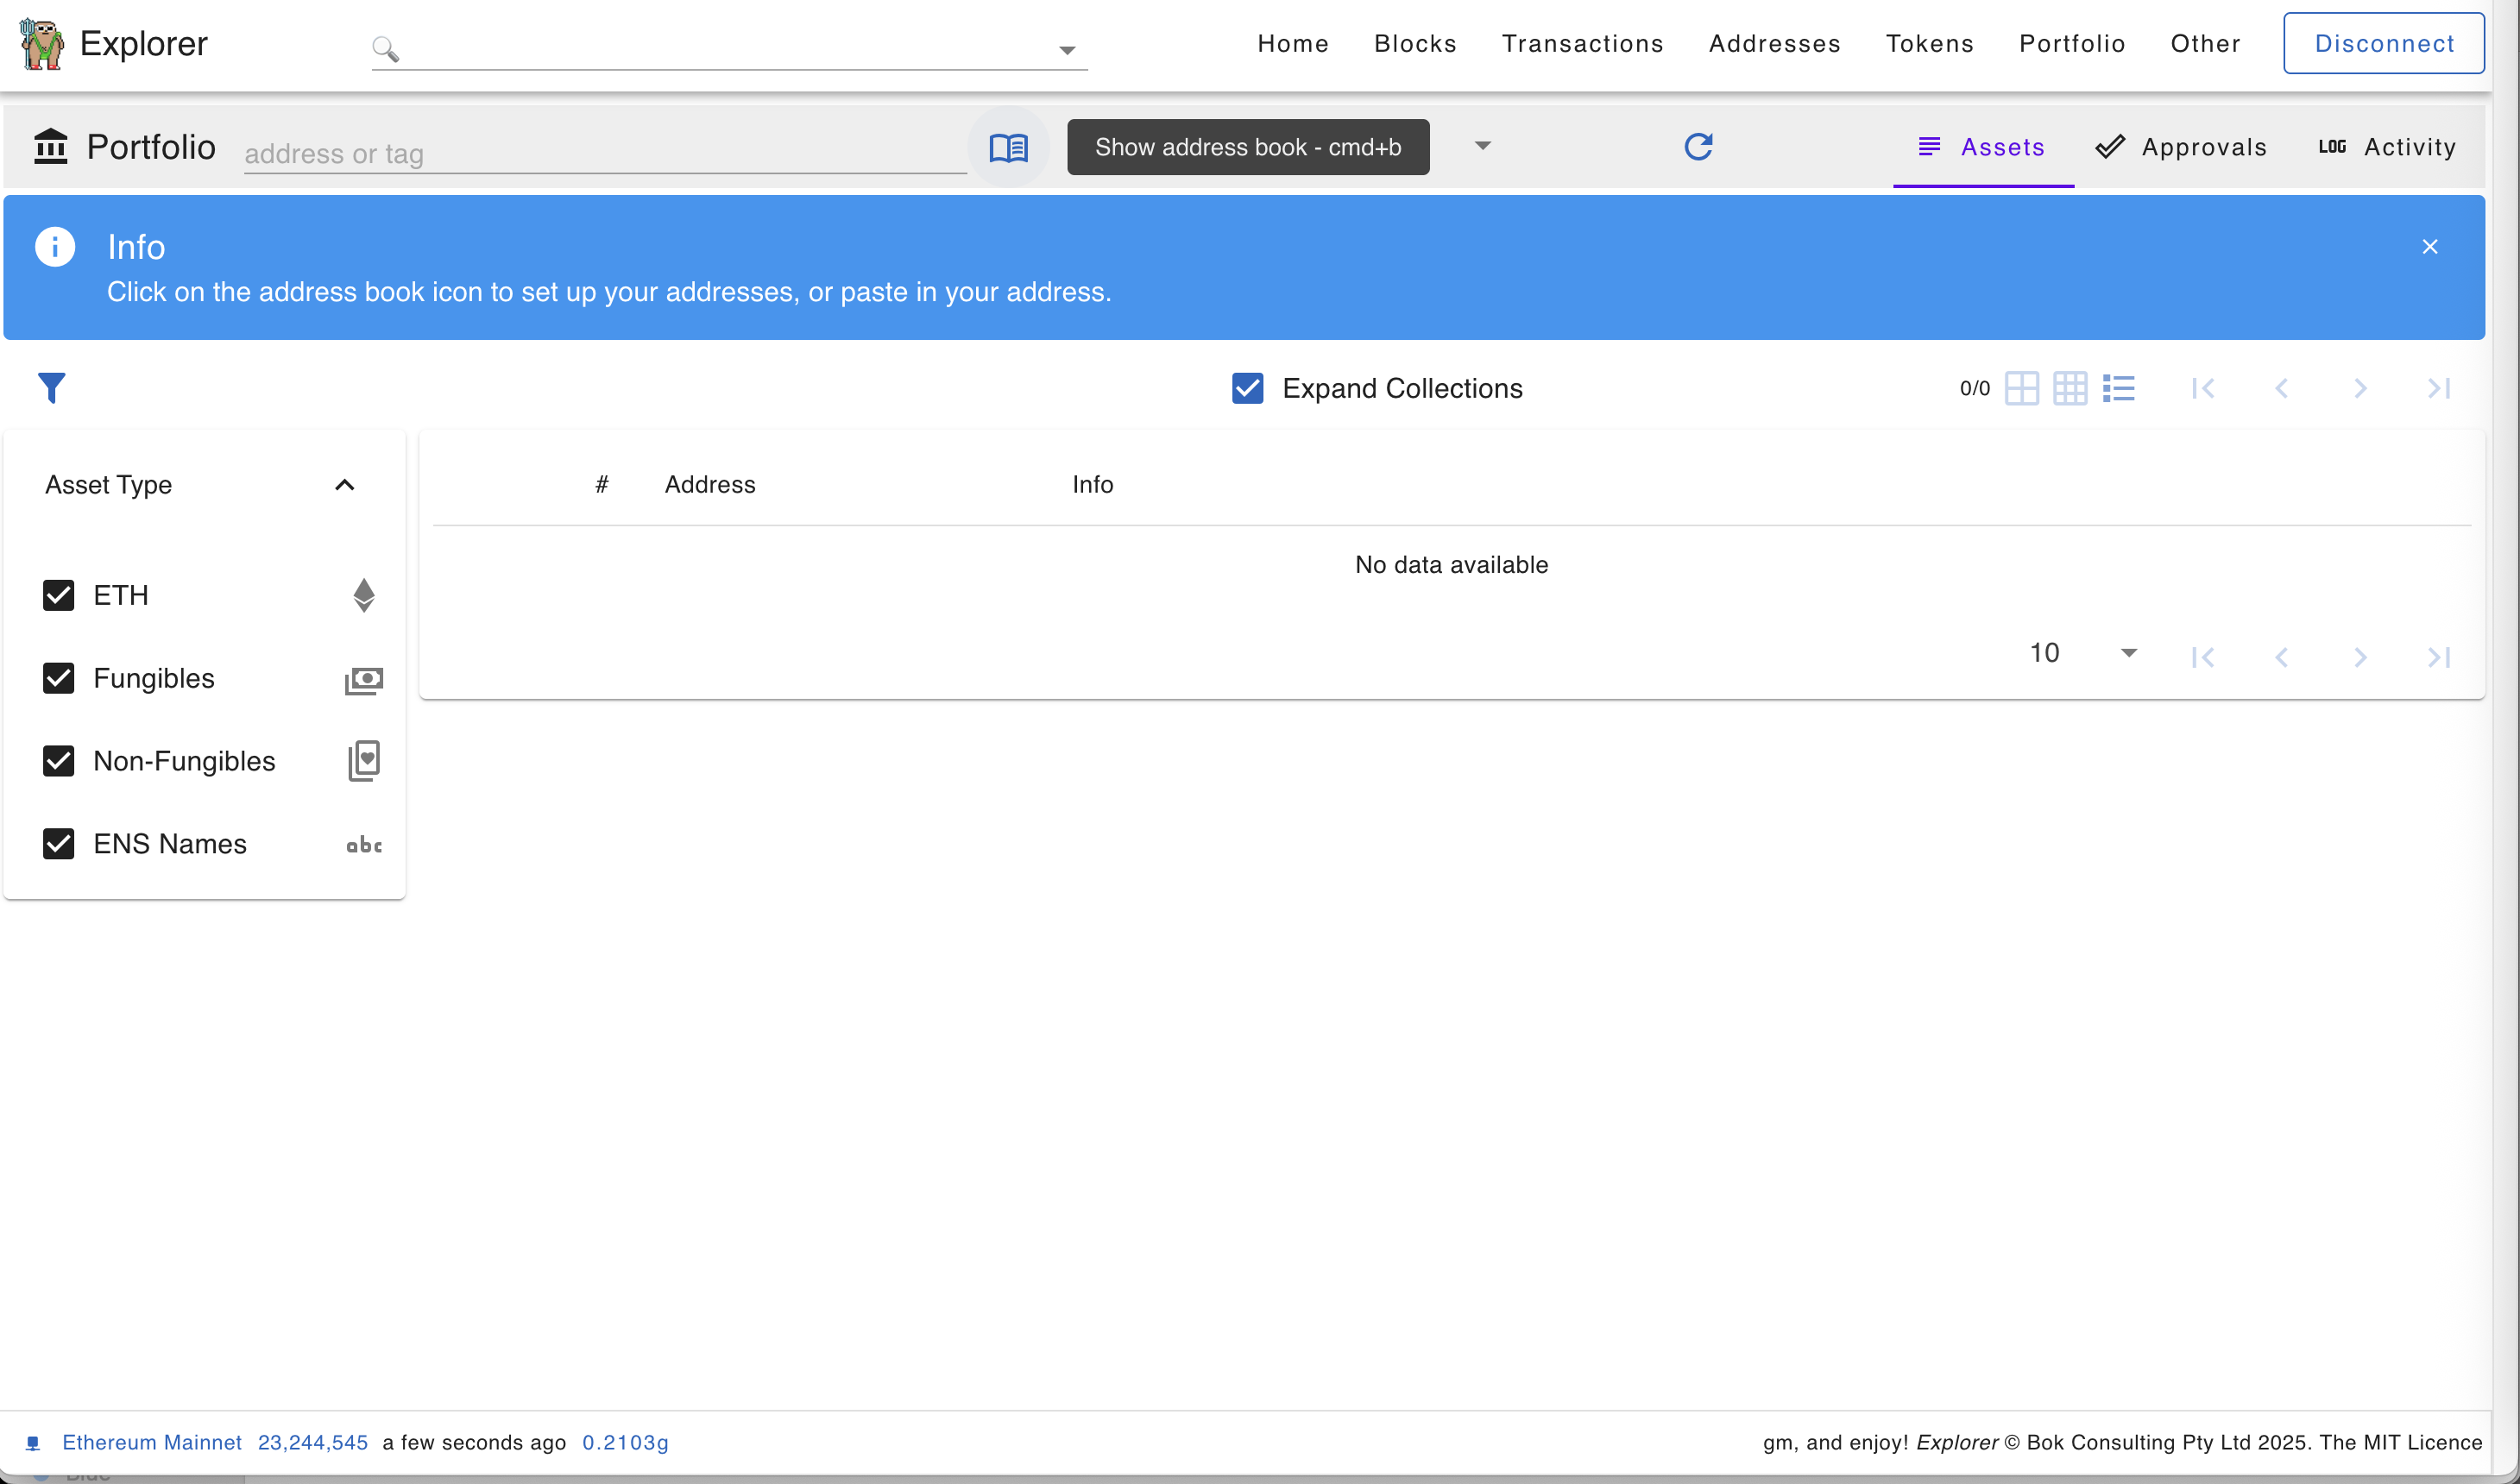 Explorer
Home Blocks Transactions Addresses Tokens Portfolio Other Disconnect
Portfolio address or tag Show address book - cmd+b Assets Approvals LOG Activity
Info
Click on the address book icon to set up your addresses, or paste in your address.
Expand Collections 0/0
Asset Type
# Address Info
No data available
ETH
Fungibles
10
Non-Fungibles
ENS Names abc
Ethereum Mainnet 23,244,545 a few seconds ago 0.2103g
gm, and enjoy! Explorer © Bok Consulting Pty Ltd 2025. The MIT Licence